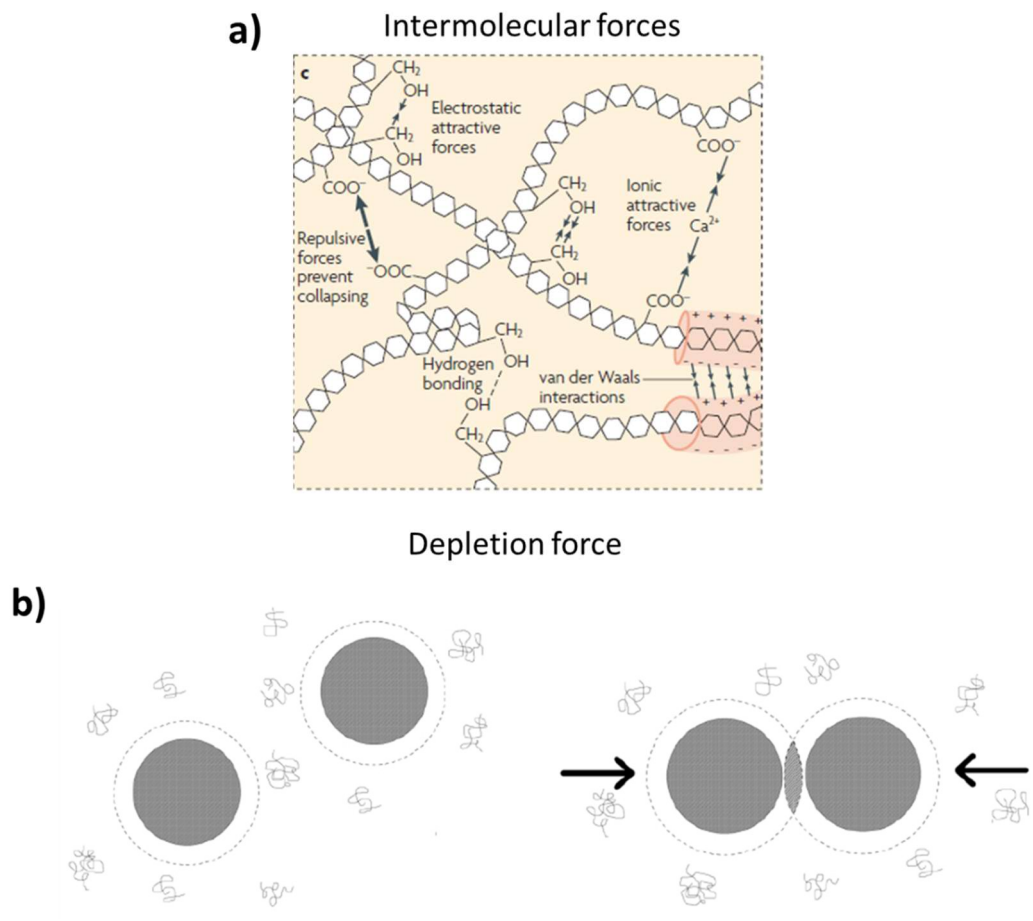 a)
Intermolecular forces
c
CH₂
OH
Electrostatic
attractive
forces
CH₂
OH
COO⁻
COO⁻
CH₂
OH
Ionic
attractive
forces
Ca²⁺
Repulsive
forces
prevent
collapsing
⁻OOC
CH₂
OH
COO⁻
+ + + + +
- -
CH₂
OH
Hydrogen
bonding
OH
CH₂
van der Waals
interactions
+ + + +
- - - -
Depletion force
b)